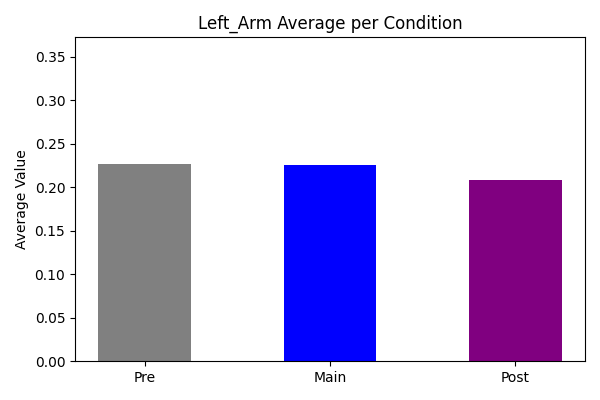 Left_Arm Average per Condition
Average Value
0.35
0.30
0.25
0.20
0.15
0.10
0.05
0.00
Pre
Main
Post